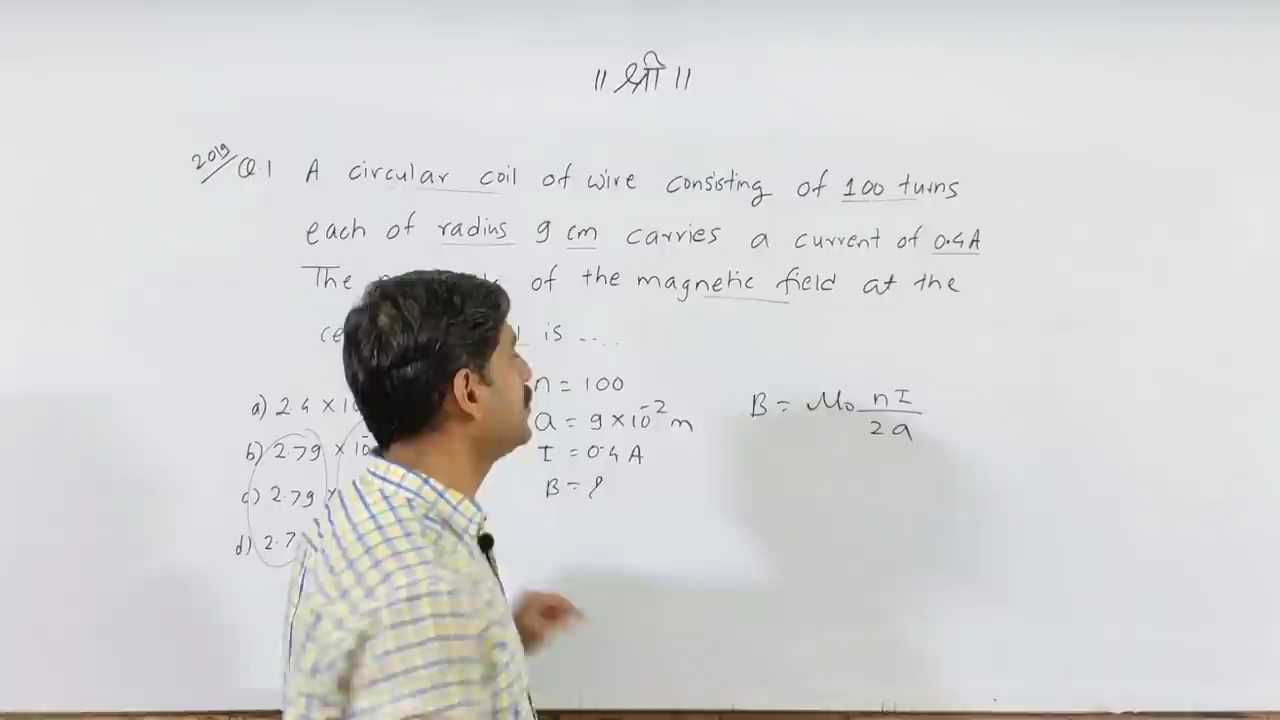 ॥ श्री ॥
2019/ Q.1 A circular coil of wire consisting of 100 turns
each of radius 9 cm carries a current of 0.4A
The of the magnetic field at the
is ....
a) 2.4 × 10
b) 2.79 × 10⁻
c) 2.79 ×
d) 2.7
n = 100
a = 9×10⁻² m
I = 0.4 A
B = ?
B = μ₀ nI / 2a